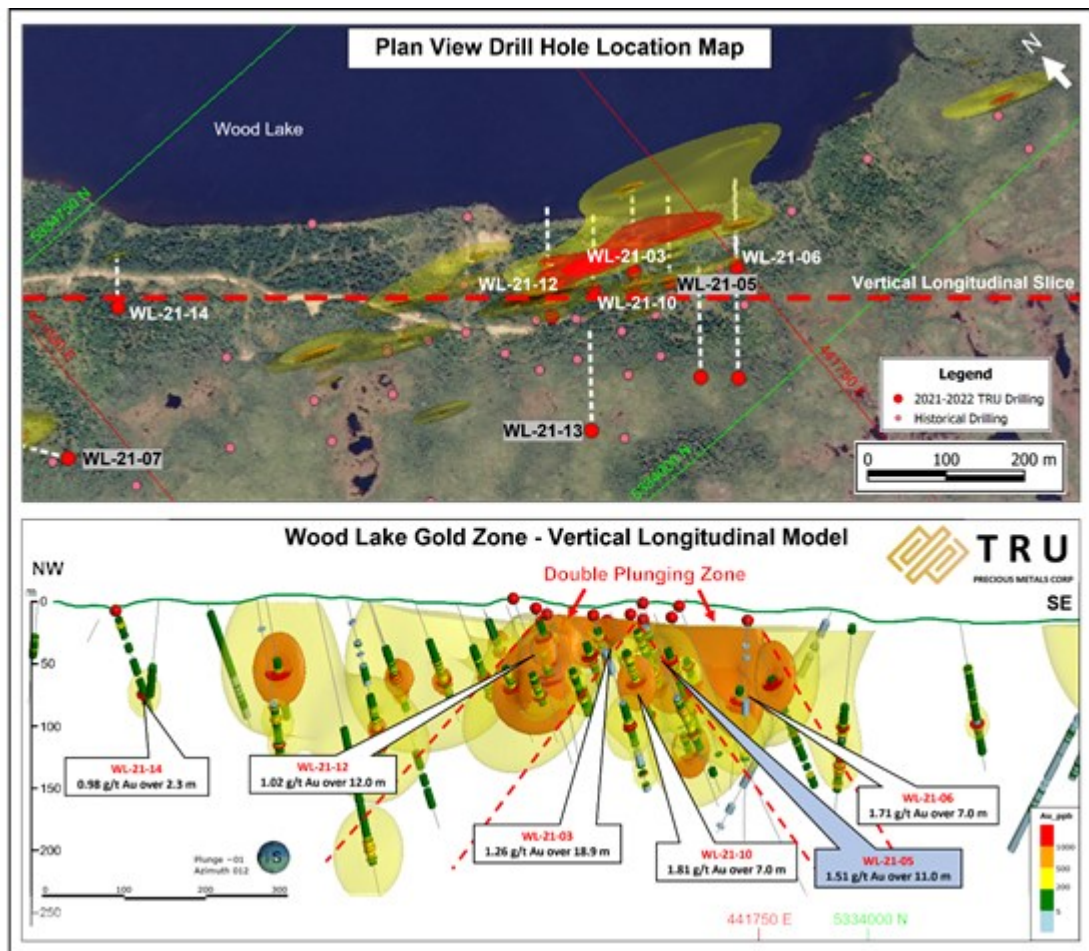 Plan View Drill Hole Location Map
N
Wood Lake
5334750 N
WL-21-03
WL-21-06
WL-21-12
WL-21-05
WL-21-10
Vertical Longitudinal Slice
WL-21-14
441750 E
Legend
2021-2022 TRU Drilling
Historical Drilling
WL-21-13
WL-21-07
5334000 N
0 100 200 m
Wood Lake Gold Zone - Vertical Longitudinal Model
TRU
PRECIOUS METALS CORP
NW
Double Plunging Zone
SE
m
0
-50
-100
-150
-200
-250
WL-21-14
0.98 g/t Au over 2.3 m
WL-21-12
1.02 g/t Au over 12.0 m
WL-21-03
1.26 g/t Au over 18.9 m
WL-21-10
1.81 g/t Au over 7.0 m
WL-21-05
1.51 g/t Au over 11.0 m
WL-21-06
1.71 g/t Au over 7.0 m
Au_ppb
1000
500
200
5
Plunge -01
Azimuth 012
0 100 200 300
441750 E
5334000 N